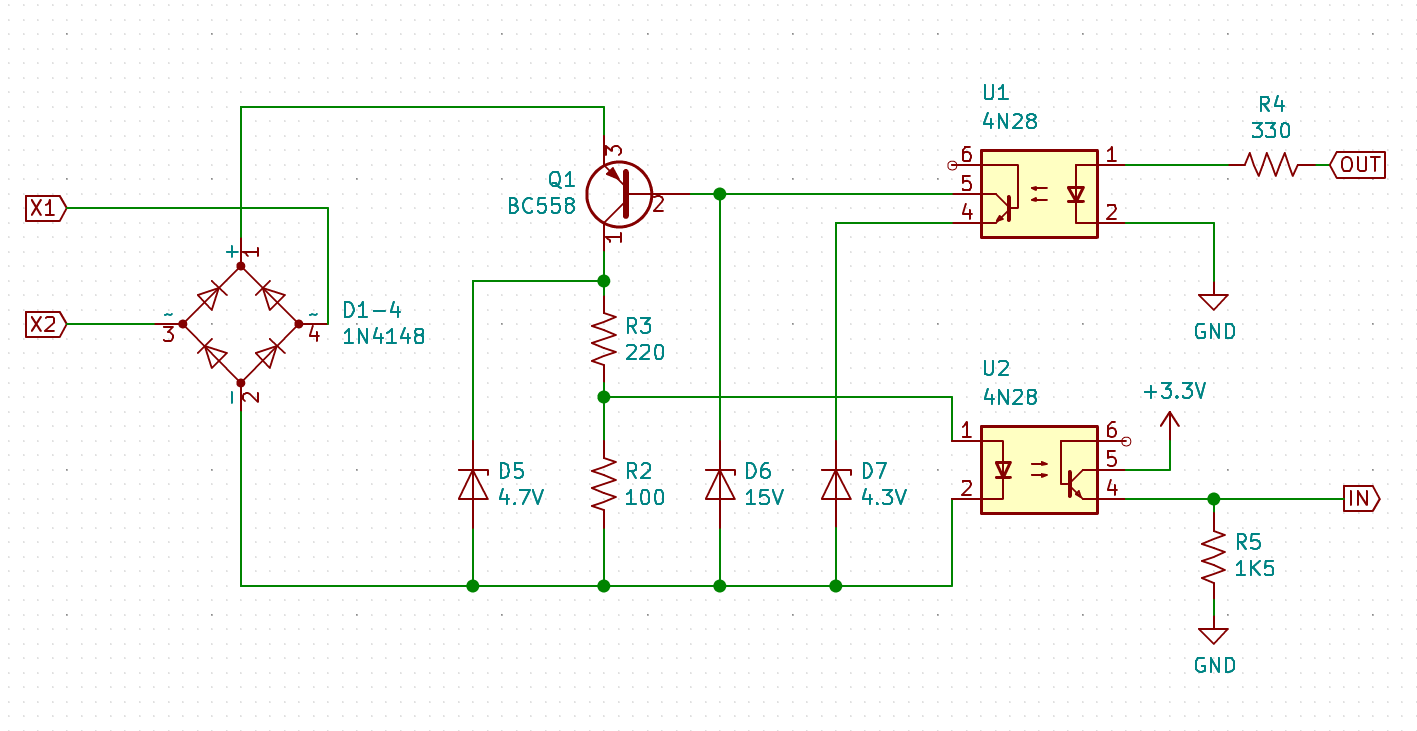 U1
4N28
R4
330
6
1
OUT
5
4
2
3
Q1
BC558
2
1
X1
X2
+
1
~
3
~
4
D1-4
1N4148
-
2
GND
R3
220
U2
4N28
+3.3V
1
6
5
2
4
IN
D5
4.7V
R2
100
D6
15V
D7
4.3V
R5
1K5
GND